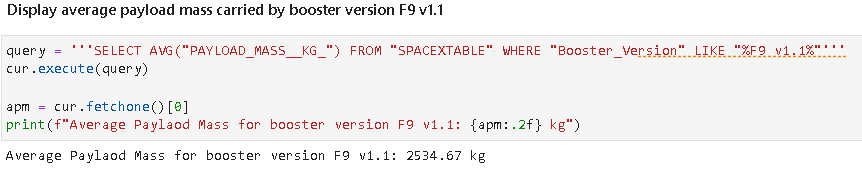 Display average payload mass carried by booster version F9 v1.1
query = '''SELECT AVG("PAYLOAD_MASS__KG_") FROM "SPACEXTABLE" WHERE "Booster_Version" LIKE "%F9 v1.1%"'''
cur.execute(query)
apm = cur.fetchone()[0]
print(f"Average Paylaod Mass for booster version F9 v1.1: {apm:.2f} kg")
Average Paylaod Mass for booster version F9 v1.1: 2534.67 kg